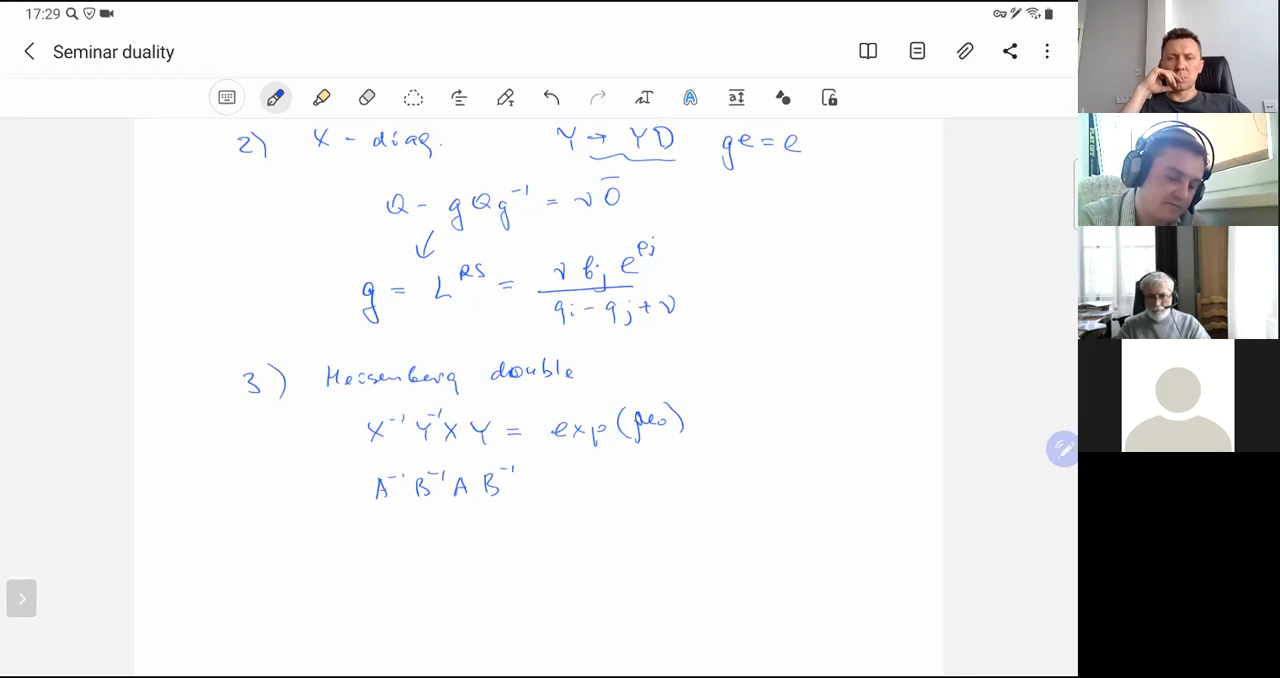 17:29
Seminar duality
2) X - diag. Y → YD ge = e
Q - gQg⁻¹ = ν Ō
g = L^RS = ν b_j e^{p_j} / q_i - q_j + ν
3) Heisenberg double
X⁻¹ Y⁻¹ X Y = exp(μ₀)
A⁻¹ B⁻¹ A B⁻¹